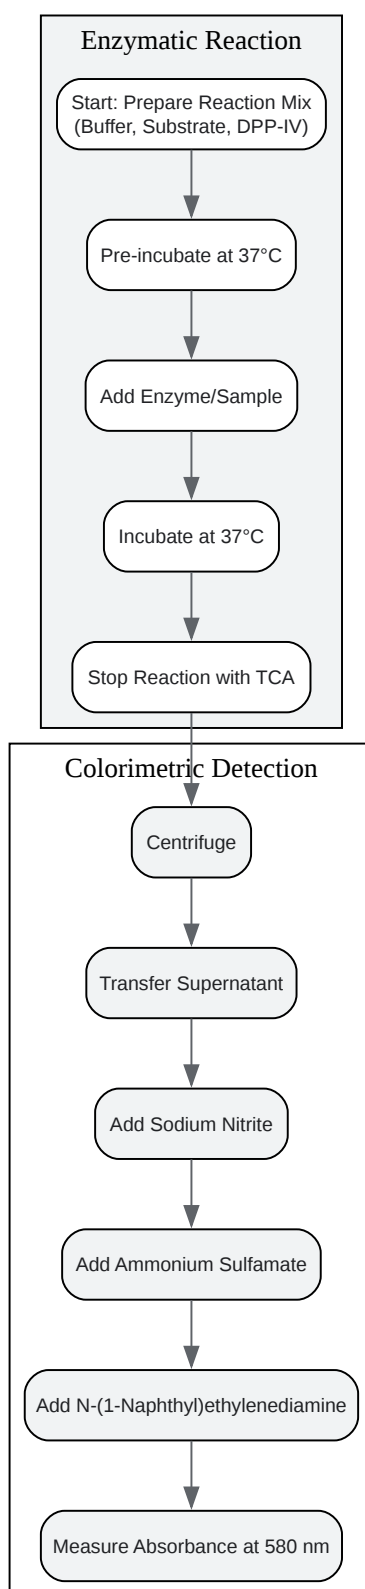 Enzymatic Reaction
Start: Prepare Reaction Mix
(Buffer, Substrate, DPP-IV)
Pre-incubate at 37°C
Add Enzyme/Sample
Incubate at 37°C
Stop Reaction with TCA
Colorimetric Detection
Centrifuge
Transfer Supernatant
Add Sodium Nitrite
Add Ammonium Sulfamate
Add N-(1-Naphthyl)ethylenediamine
Measure Absorbance at 580 nm